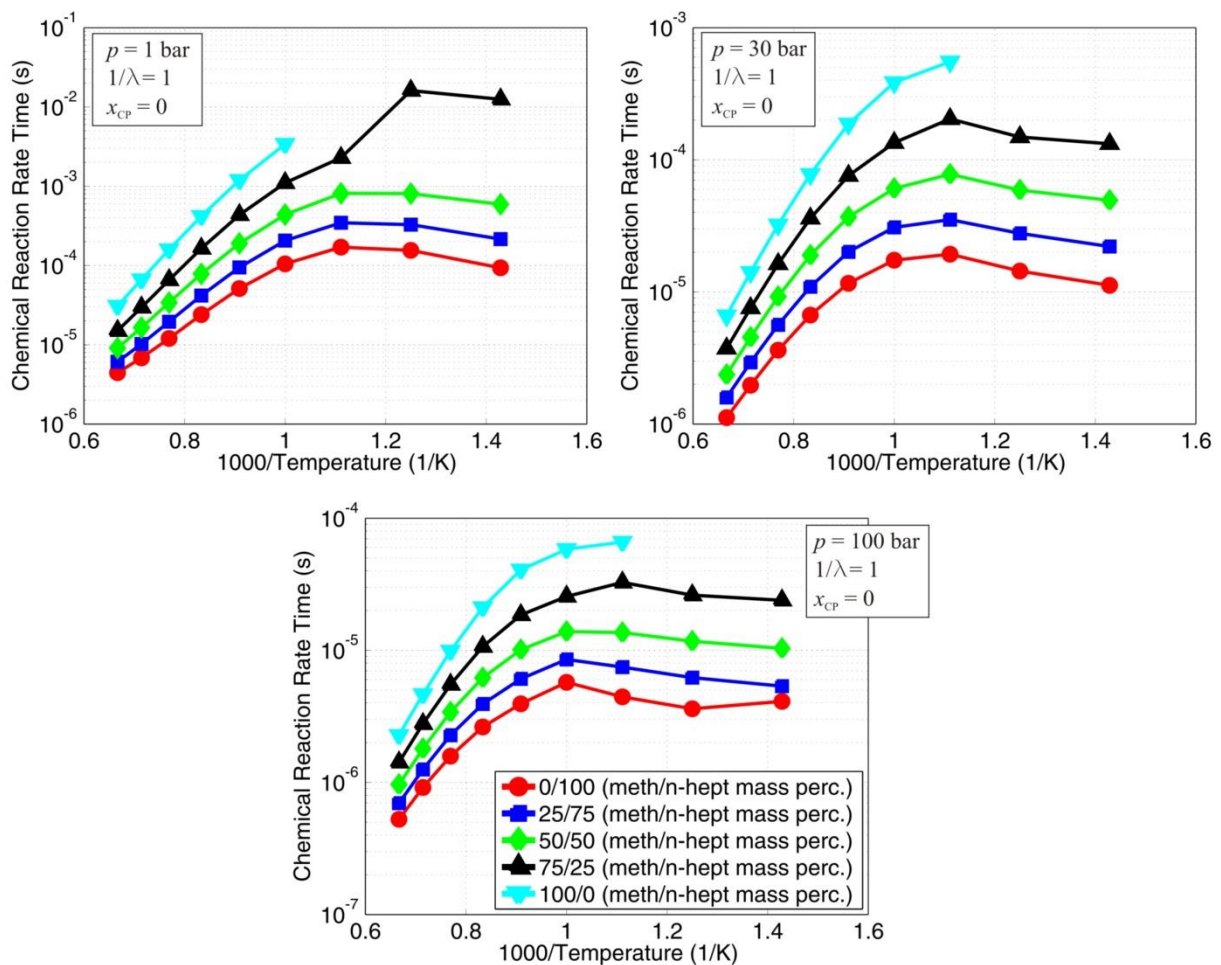 10^-1
10^-2
10^-3
10^-4
10^-5
10^-6
Chemical Reaction Rate Time (s)
p = 1 bar
1/λ = 1
x_CP = 0
0.6 0.8 1 1.2 1.4 1.6
1000/Temperature (1/K)
10^-3
10^-4
10^-5
10^-6
Chemical Reaction Rate Time (s)
p = 30 bar
1/λ = 1
x_CP = 0
0.6 0.8 1 1.2 1.4 1.6
1000/Temperature (1/K)
10^-4
10^-5
10^-6
10^-7
Chemical Reaction Rate Time (s)
p = 100 bar
1/λ = 1
x_CP = 0
0/100 (meth/n-hept mass perc.)
25/75 (meth/n-hept mass perc.)
50/50 (meth/n-hept mass perc.)
75/25 (meth/n-hept mass perc.)
100/0 (meth/n-hept mass perc.)
0.6 0.8 1 1.2 1.4 1.6
1000/Temperature (1/K)